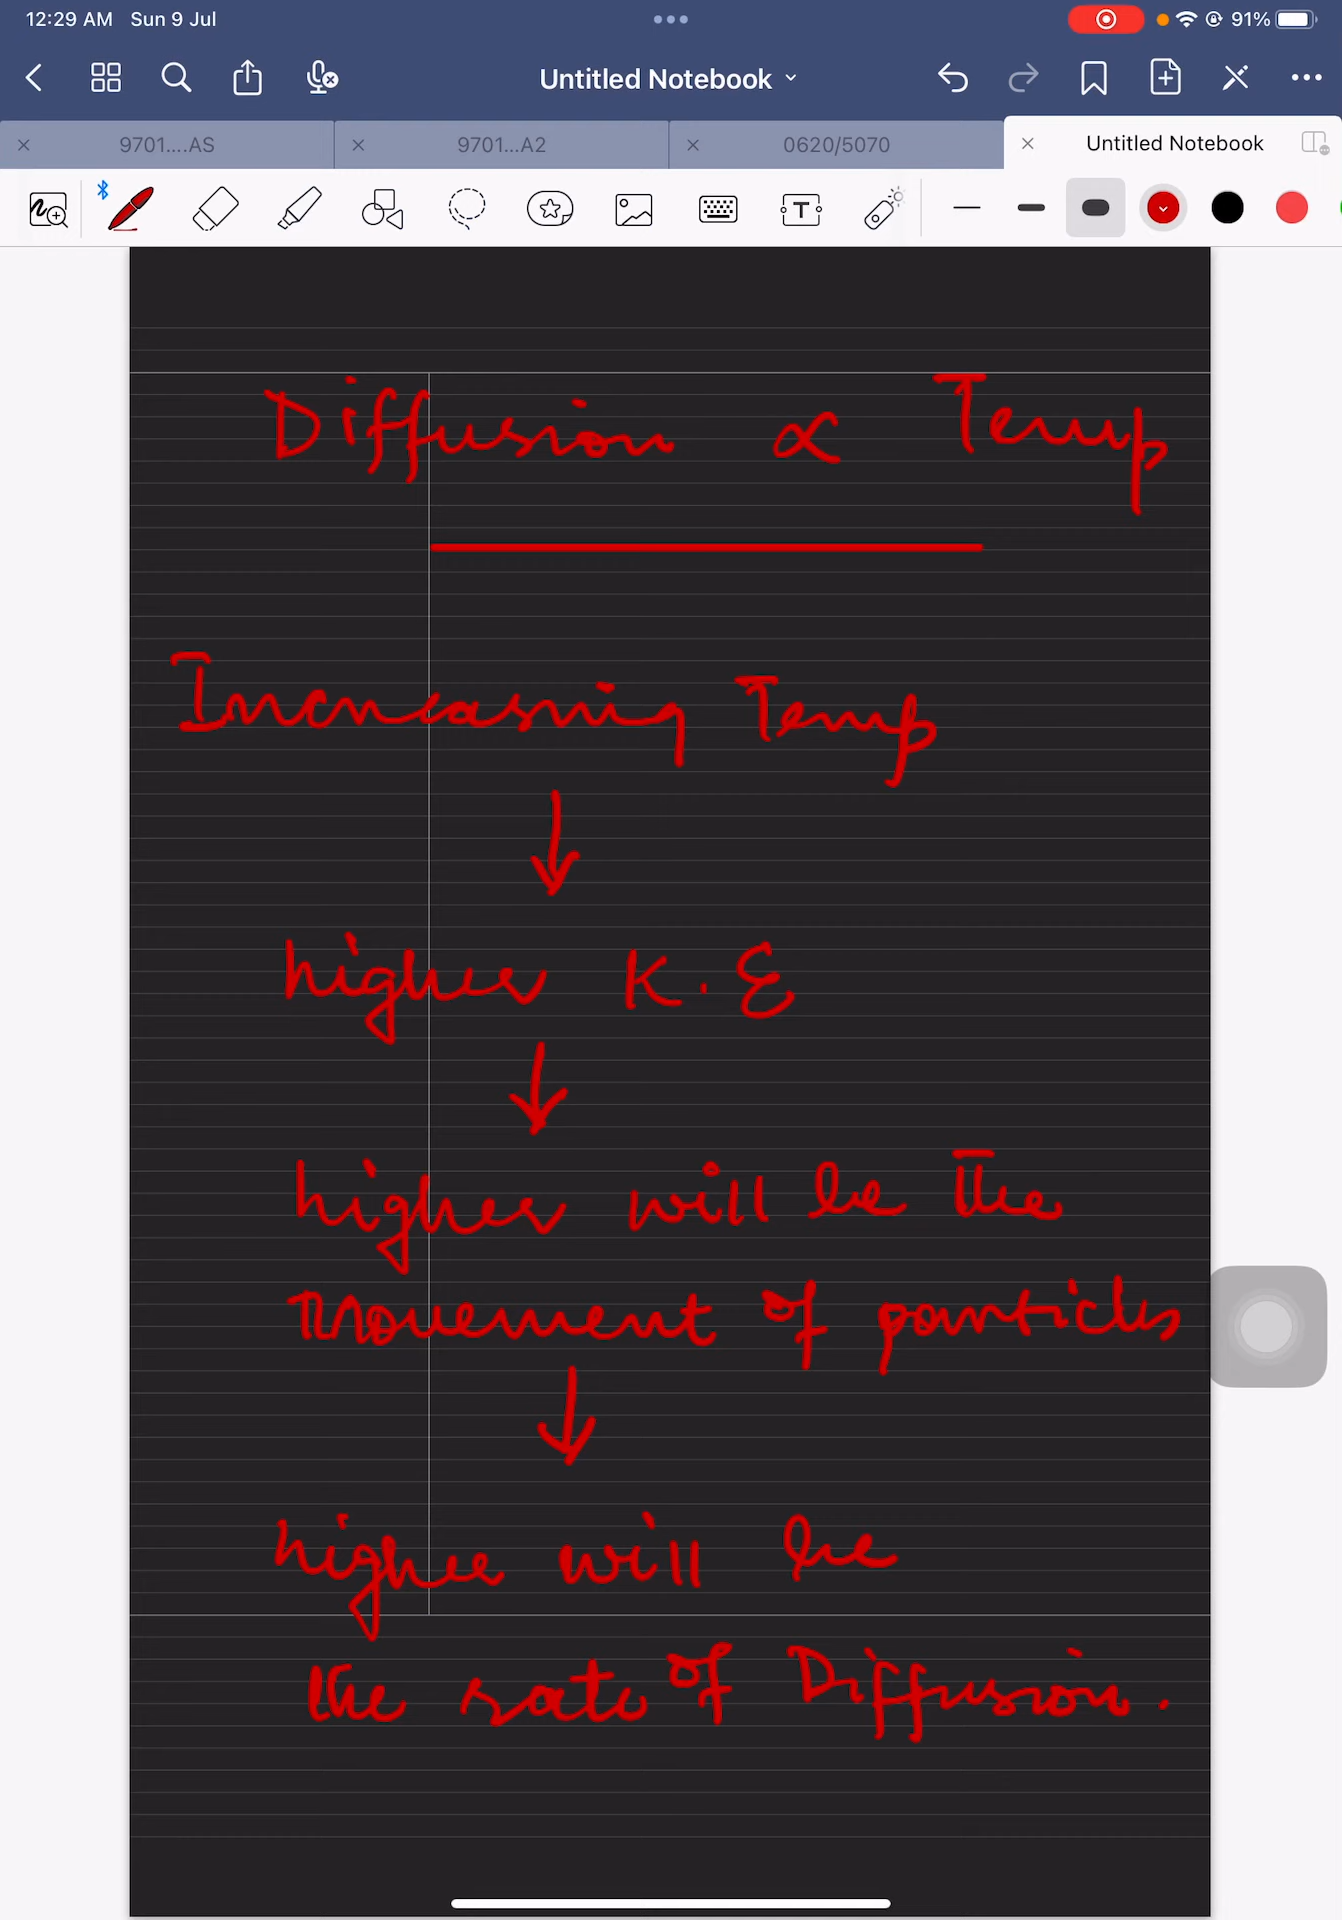 12:29 AM Sun 9 Jul
91%
Untitled Notebook
9701....AS
9701...A2
0620/5070
Untitled Notebook
T
Diffusion ∝ Temp
Increasing Temp
↓
higher K.E
↓
higher will be the
movement of particles
↓
higher will be
the rate of Diffusion.